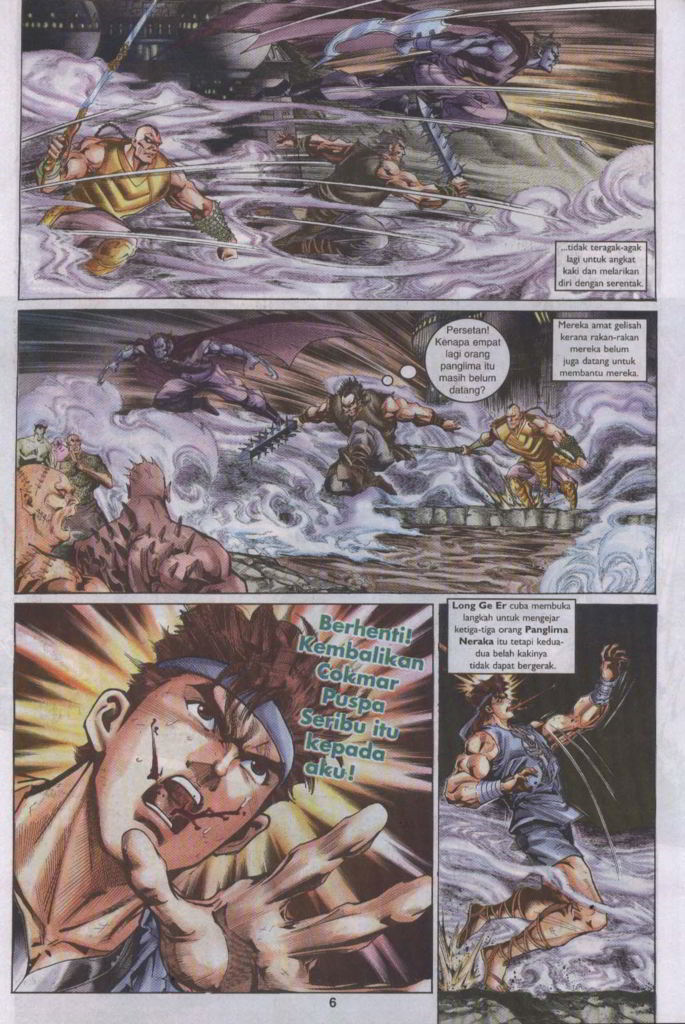 ...tidak teragak-agak
lagi untuk angkat
kaki dan melarikan
diri dengan serentak.
Persetan!
Kenapa empat
lagi orang
panglima itu
masih belum
datang?
Mereka amat gelisah
kerana rakan-rakan
mereka belum
juga datang untuk
membantu mereka.
Berhenti!
Kembalikan
Cokmar
Puspa
Seribu itu
kepada
aku!
Long Ge Er cuba membuka
langkah untuk mengejar
ketiga-tiga orang Panglima
Neraka itu tetapi kedua-
dua belah kakinya
tidak dapat bergerak.
6